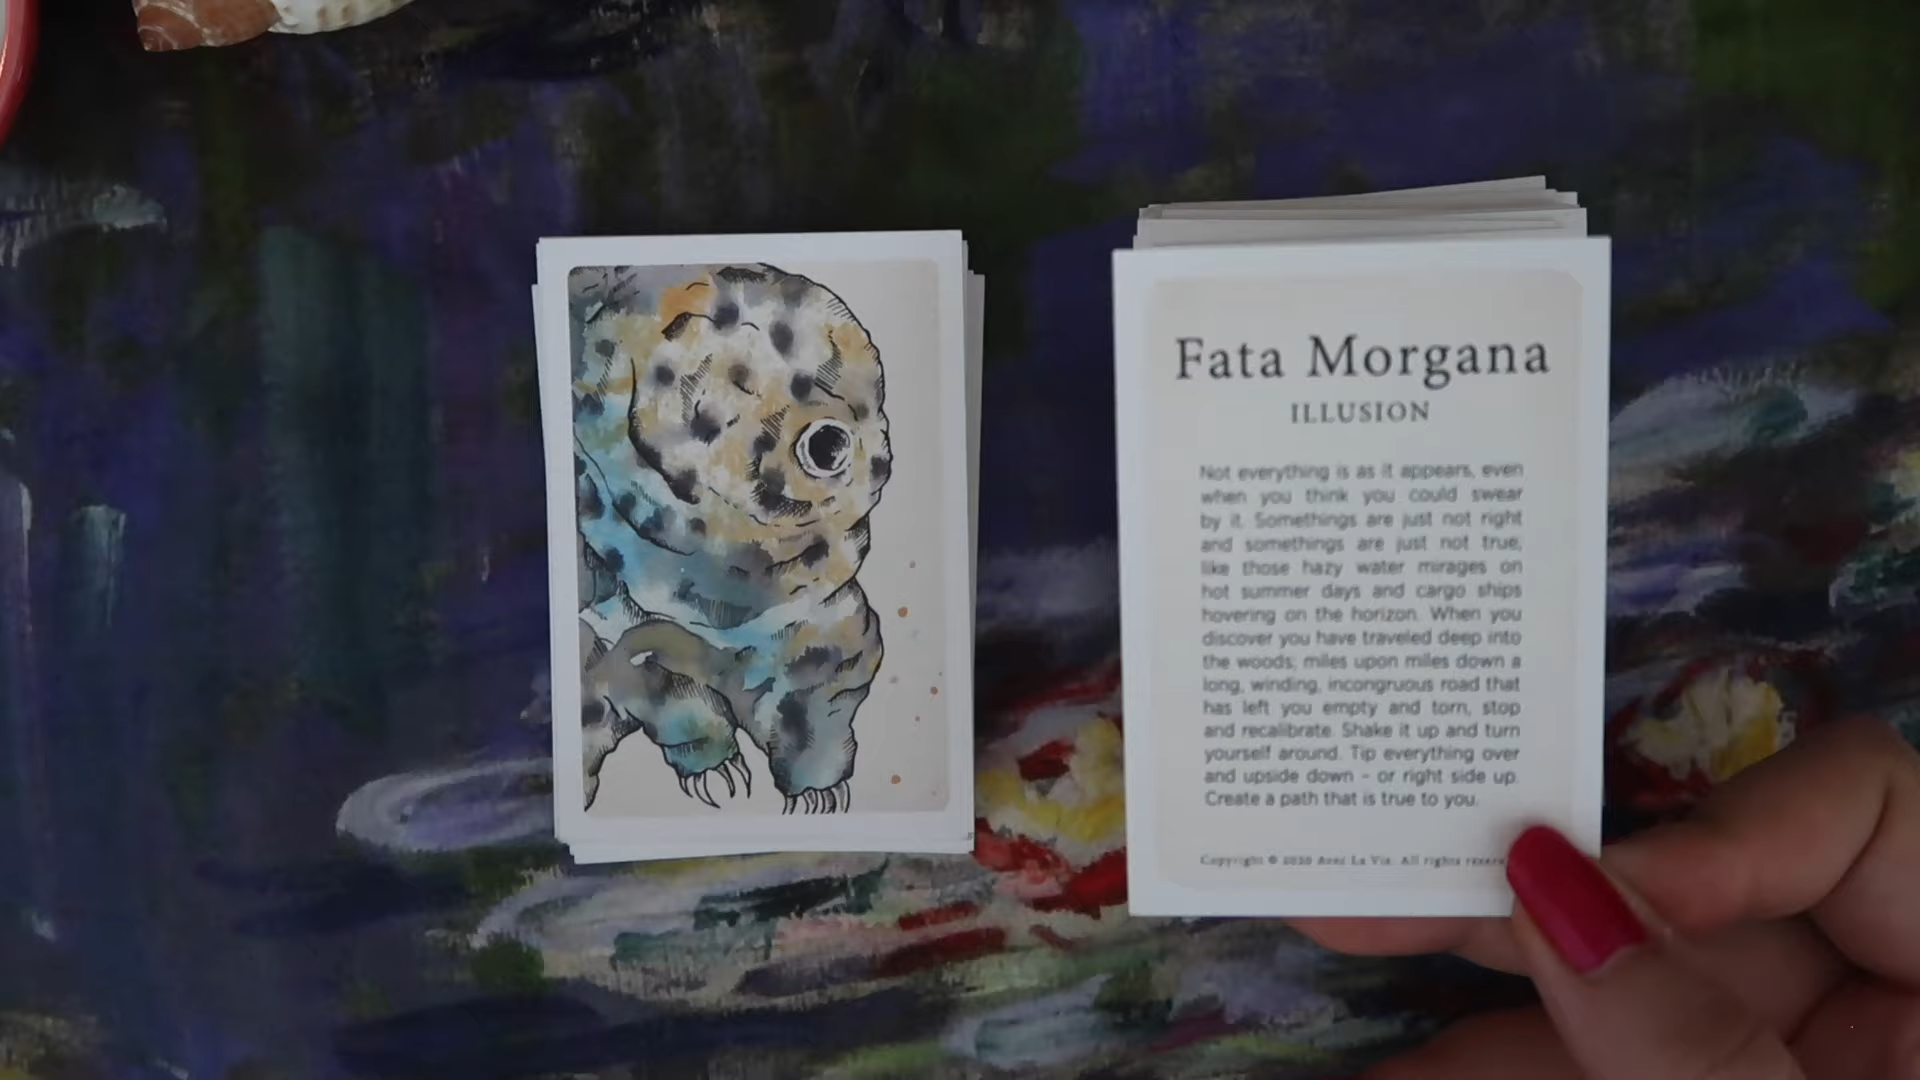 Fata Morgana
ILLUSION
Not everything is as it appears, even
when you think you could swear
by it. Somethings are just not right
and somethings are just not true,
like those hazy water mirages on
hot summer days and cargo ships
hovering on the horizon. When you
discover you have traveled deep into
the woods; miles upon miles down a
long, winding, incongruous road that
has left you empty and torn, stop
and recalibrate. Shake it up and turn
yourself around. Tip everything over
and upside down – or right side up.
Create a path that is true to you.
Copyright © 2020 Avec La Vie. All rights